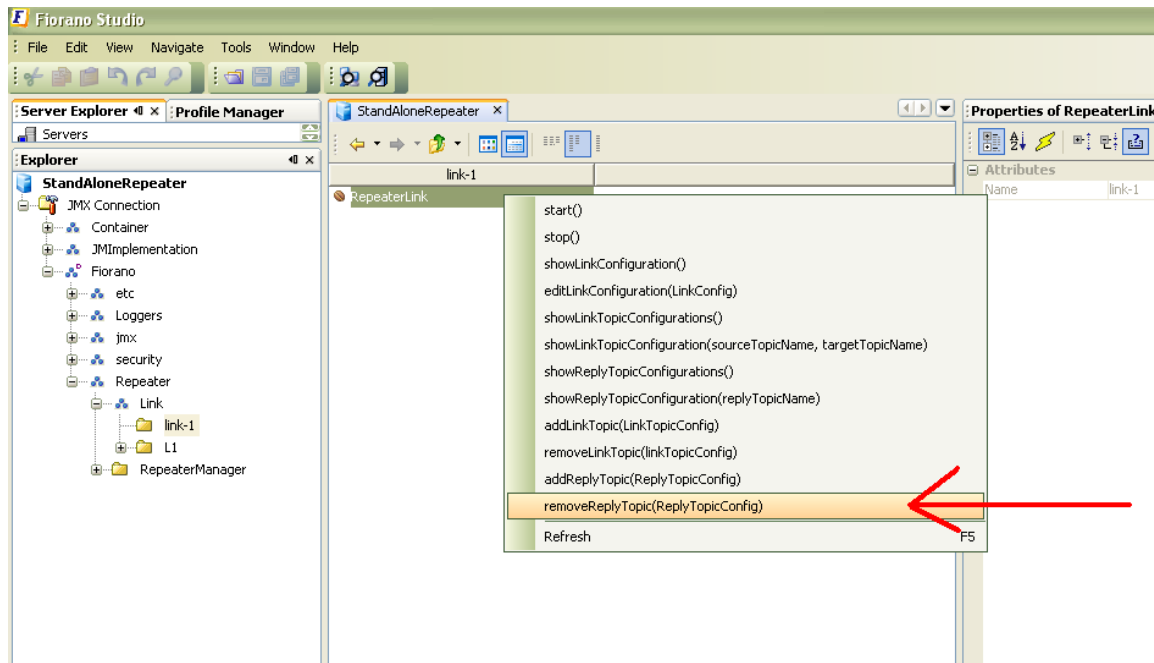 Fiorano Studio
File Edit View Navigate Tools Window Help
Server Explorer Profile Manager
Servers
Explorer
StandAloneRepeater
JMX Connection
Container
JMImplementation
Fiorano
etc
Loggers
jmx
security
Repeater
Link
link-1
L1
RepeaterManager
StandAloneRepeater
link-1
RepeaterLink
start()
stop()
showLinkConfiguration()
editLinkConfiguration(LinkConfig)
showLinkTopicConfigurations()
showLinkTopicConfiguration(sourceTopicName, targetTopicName)
showReplyTopicConfigurations()
showReplyTopicConfiguration(replyTopicName)
addLinkTopic(LinkTopicConfig)
removeLinkTopic(linkTopicConfig)
addReplyTopic(ReplyTopicConfig)
removeReplyTopic(ReplyTopicConfig)
Refresh F5
Properties of RepeaterLink
Attributes
Name link-1